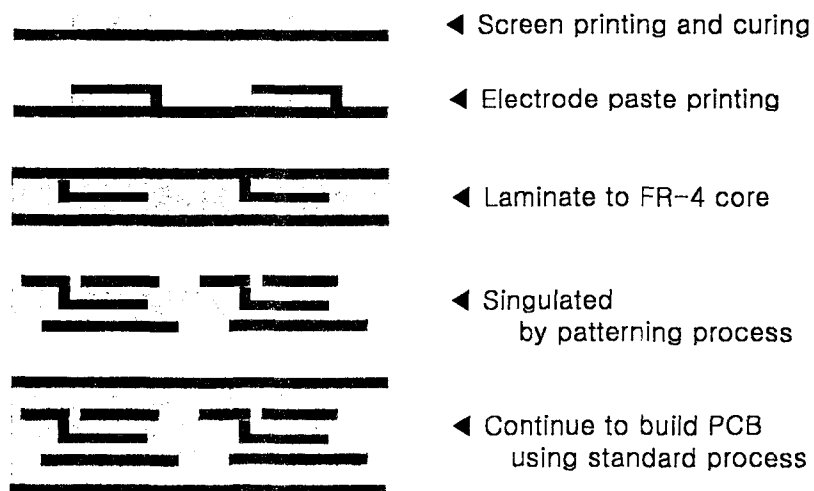 ◀ Screen printing and curing
◀ Electrode paste printing
◀ Laminate to FR-4 core
◀ Singulated
by patterning process
◀ Continue to build PCB
using standard process